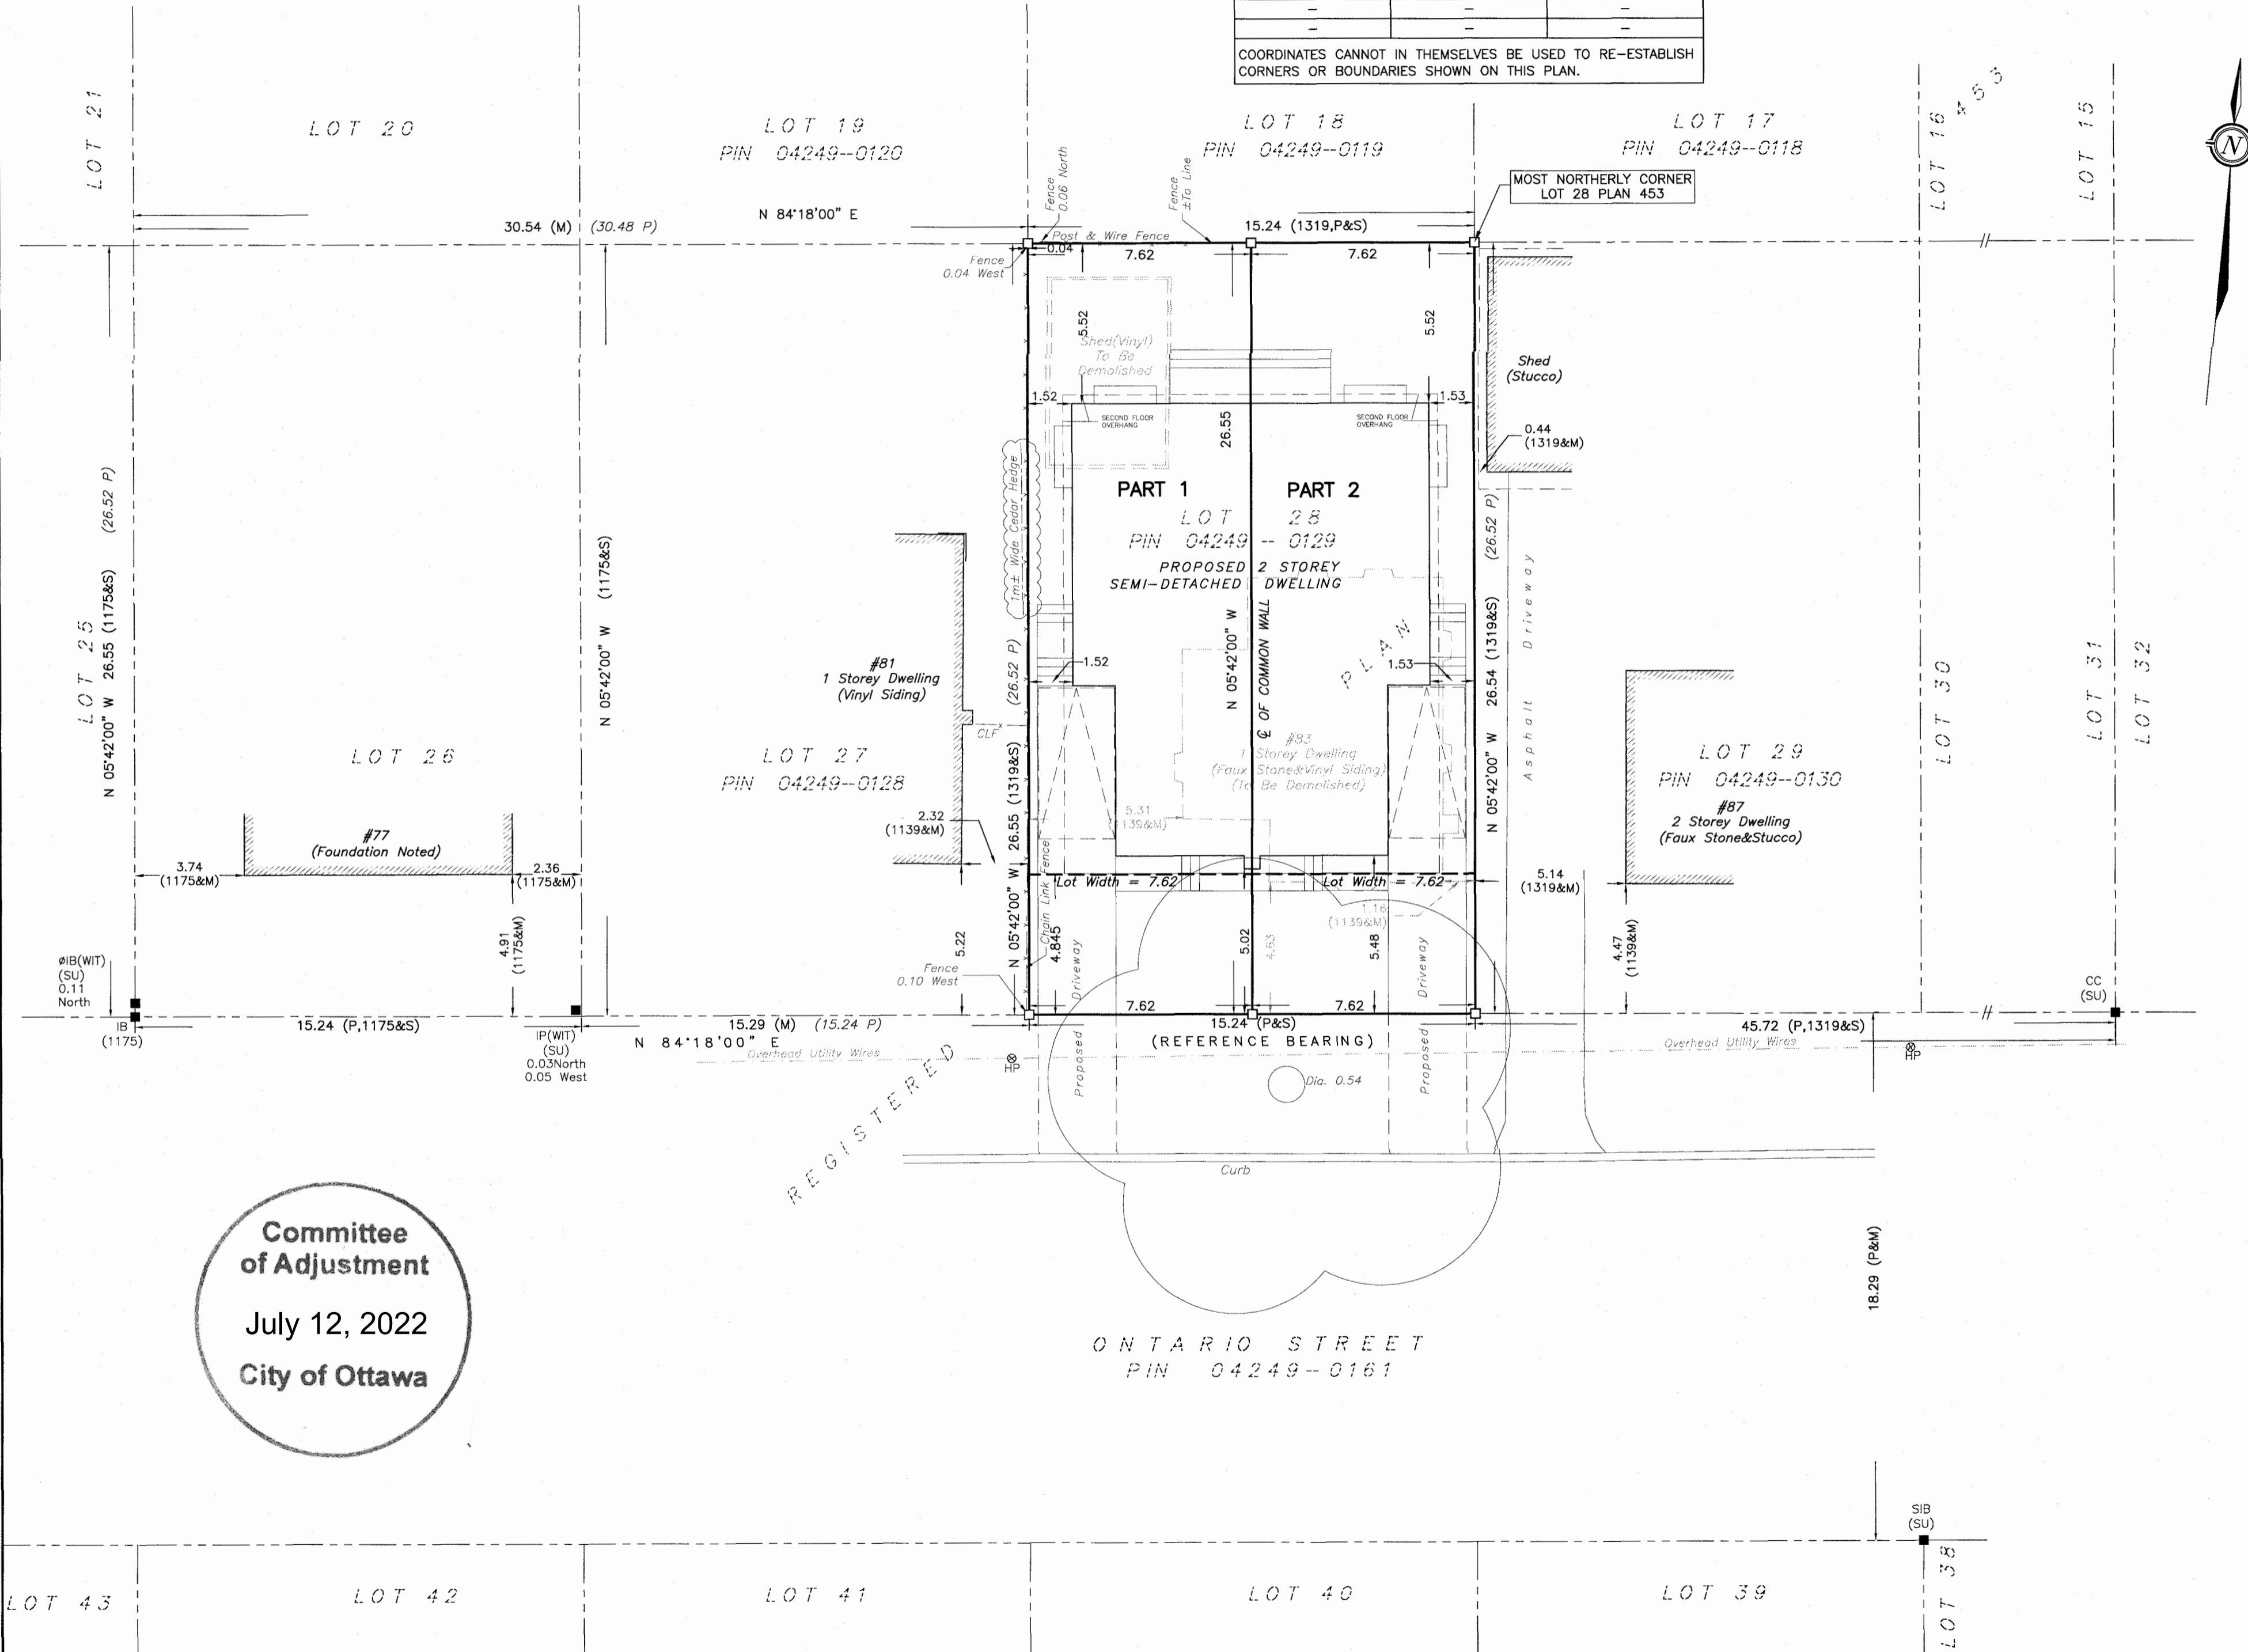 – – –
– – –
COORDINATES CANNOT IN THEMSELVES BE USED TO RE-ESTABLISH
CORNERS OR BOUNDARIES SHOWN ON THIS PLAN.
LOT 21
LOT 20
LOT 19
PIN 04249--0120
LOT 18
PIN 04249--0119
LOT 17
PIN 04249--0118
LOT 16
453
LOT 15
N
MOST NORTHERLY CORNER
LOT 28 PLAN 453
Fence
0.06 North
Fence
±To Line
30.54 (M) (30.48 P)
N 84°18'00" E
15.24 (1319,P&S)
Post & Wire Fence
0.04
7.62
7.62
Fence
0.04 West
5.52
5.52
Shed(Vinyl)
To Be
Demolished
Shed
(Stucco)
1.52
1.53
SECOND FLOOR
OVERHANG
SECOND FLOOR
OVERHANG
26.55
0.44
(1319&M)
1m± Wide Cedar Hedge
PART 1
PART 2
LOT 28
PIN 04249 -- 0129
PROPOSED 2 STOREY
SEMI-DETACHED DWELLING
LOT 25
N 05°42'00" W 26.55 (1175&S) (26.52 P)
N 05°42'00" W (1175&S)
N 05°42'00" W 26.55 (1319&S) (26.52 P)
N 05°42'00" W
℄ OF COMMON WALL
N 05°42'00" W 26.54 (1319&S) (26.52 P)
Asphalt Driveway
PLAN
LOT 30
LOT 31
LOT 32
#81
1 Storey Dwelling
(Vinyl Siding)
1.52
1.53
CLF
#83
1 Storey Dwelling
(Faux Stone&Vinyl Siding)
(To Be Demolished)
LOT 26
LOT 27
PIN 04249--0128
LOT 29
PIN 04249--0130
#87
2 Storey Dwelling
(Faux Stone&Stucco)
#77
(Foundation Noted)
5.31
139&M)
2.32
(1139&M)
3.74
(1175&M)
2.36
(1175&M)
Chain Link Fence
Lot Width = 7.62
Lot Width = 7.62
5.14
(1319&M)
1.16
(1139&M)
4.91
(1175&M)
5.22
4.845
5.02
4.63
5.48
4.47
(1139&M)
Proposed Driveway
Proposed Driveway
Fence
0.10 West
ØIB(WIT)
(SU)
0.11
North
CC
(SU)
IB
(1175)
15.24 (P,1175&S)
IP(WIT)
(SU)
0.03North
0.05 West
15.29 (M) (15.24 P)
N 84°18'00" E
7.62
7.62
15.24 (P&S)
(REFERENCE BEARING)
45.72 (P,1319&S)
Overhead Utility Wires
HP
Overhead Utility Wires
HP
Dia. 0.54
REGISTERED
Curb
Committee
of Adjustment
July 12, 2022
City of Ottawa
18.29 (P&M)
ONTARIO STREET
PIN 04249--0161
SIB
(SU)
LOT 43
LOT 42
LOT 41
LOT 40
LOT 39
LOT 38